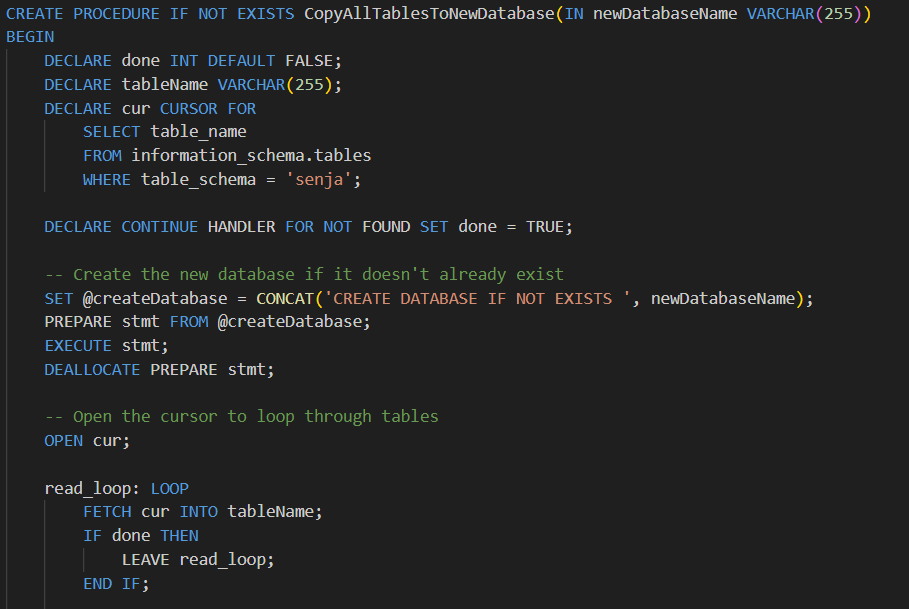 CREATE PROCEDURE IF NOT EXISTS CopyAllTablesToNewDatabase(IN newDatabaseName VARCHAR(255))
BEGIN
    DECLARE done INT DEFAULT FALSE;
    DECLARE tableName VARCHAR(255);
    DECLARE cur CURSOR FOR
        SELECT table_name
        FROM information_schema.tables
        WHERE table_schema = 'senja';

    DECLARE CONTINUE HANDLER FOR NOT FOUND SET done = TRUE;

    -- Create the new database if it doesn't already exist
    SET @createDatabase = CONCAT('CREATE DATABASE IF NOT EXISTS ', newDatabaseName);
    PREPARE stmt FROM @createDatabase;
    EXECUTE stmt;
    DEALLOCATE PREPARE stmt;

    -- Open the cursor to loop through tables
    OPEN cur;

    read_loop: LOOP
        FETCH cur INTO tableName;
        IF done THEN
            LEAVE read_loop;
        END IF;